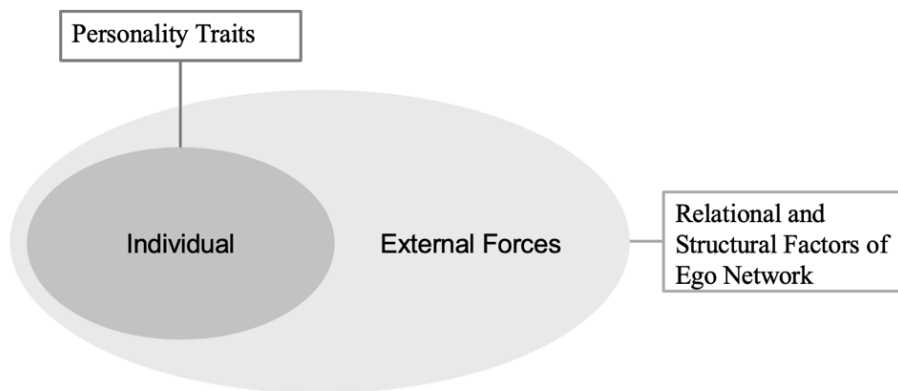 Personality Traits
Individual
External Forces
Relational and
Structural Factors of
Ego Network